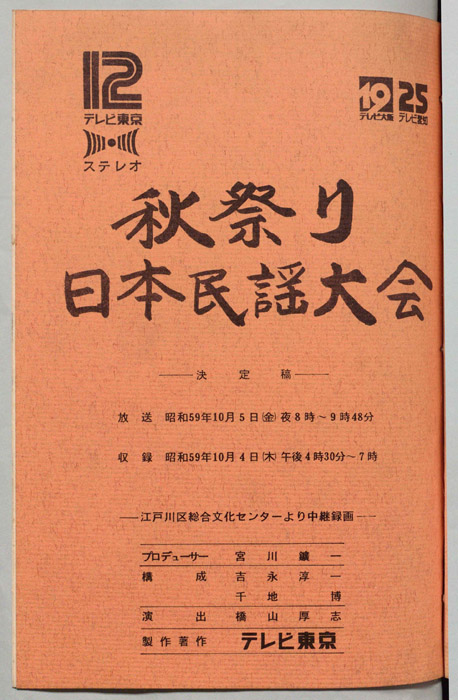 12
テレビ東京
ステレオ
19
テレビ大阪
25
テレビ愛知
秋祭り
日本民謡大会
決定稿
放送 昭和59年10月5日(金)夜8時〜9時48分
収録 昭和59年10月4日(木)午後4時30分〜7時
江戸川区総合文化センターより中継録画
プロデューサー 宮川鑛一
構成 吉永淳一
千地博
演出 橋山厚志
製作著作 テレビ東京